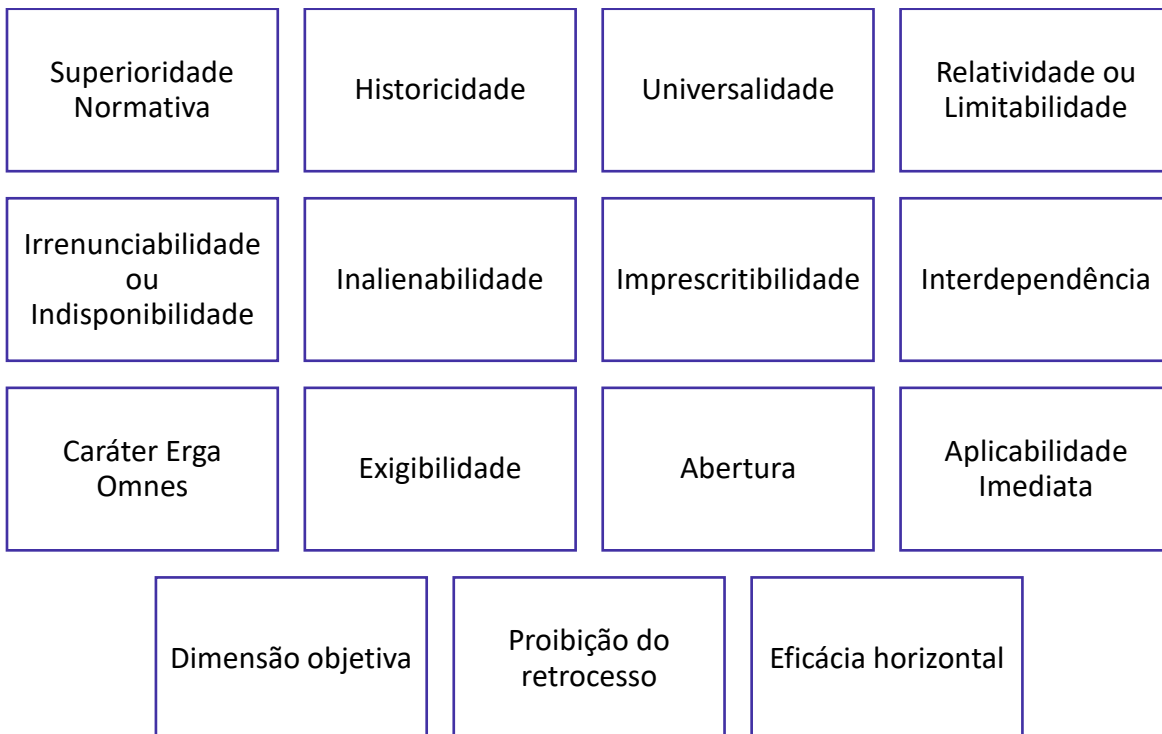 Superioridade
Normativa
Historicidade
Universalidade
Relatividade ou
Limitabilidade
Irrenunciabilidade
ou
Indisponibilidade
Inalienabilidade
Imprescritibilidade
Interdependência
Caráter Erga
Omnes
Exigibilidade
Abertura
Aplicabilidade
Imediata
Dimensão objetiva
Proibição do
retrocesso
Eficácia horizontal